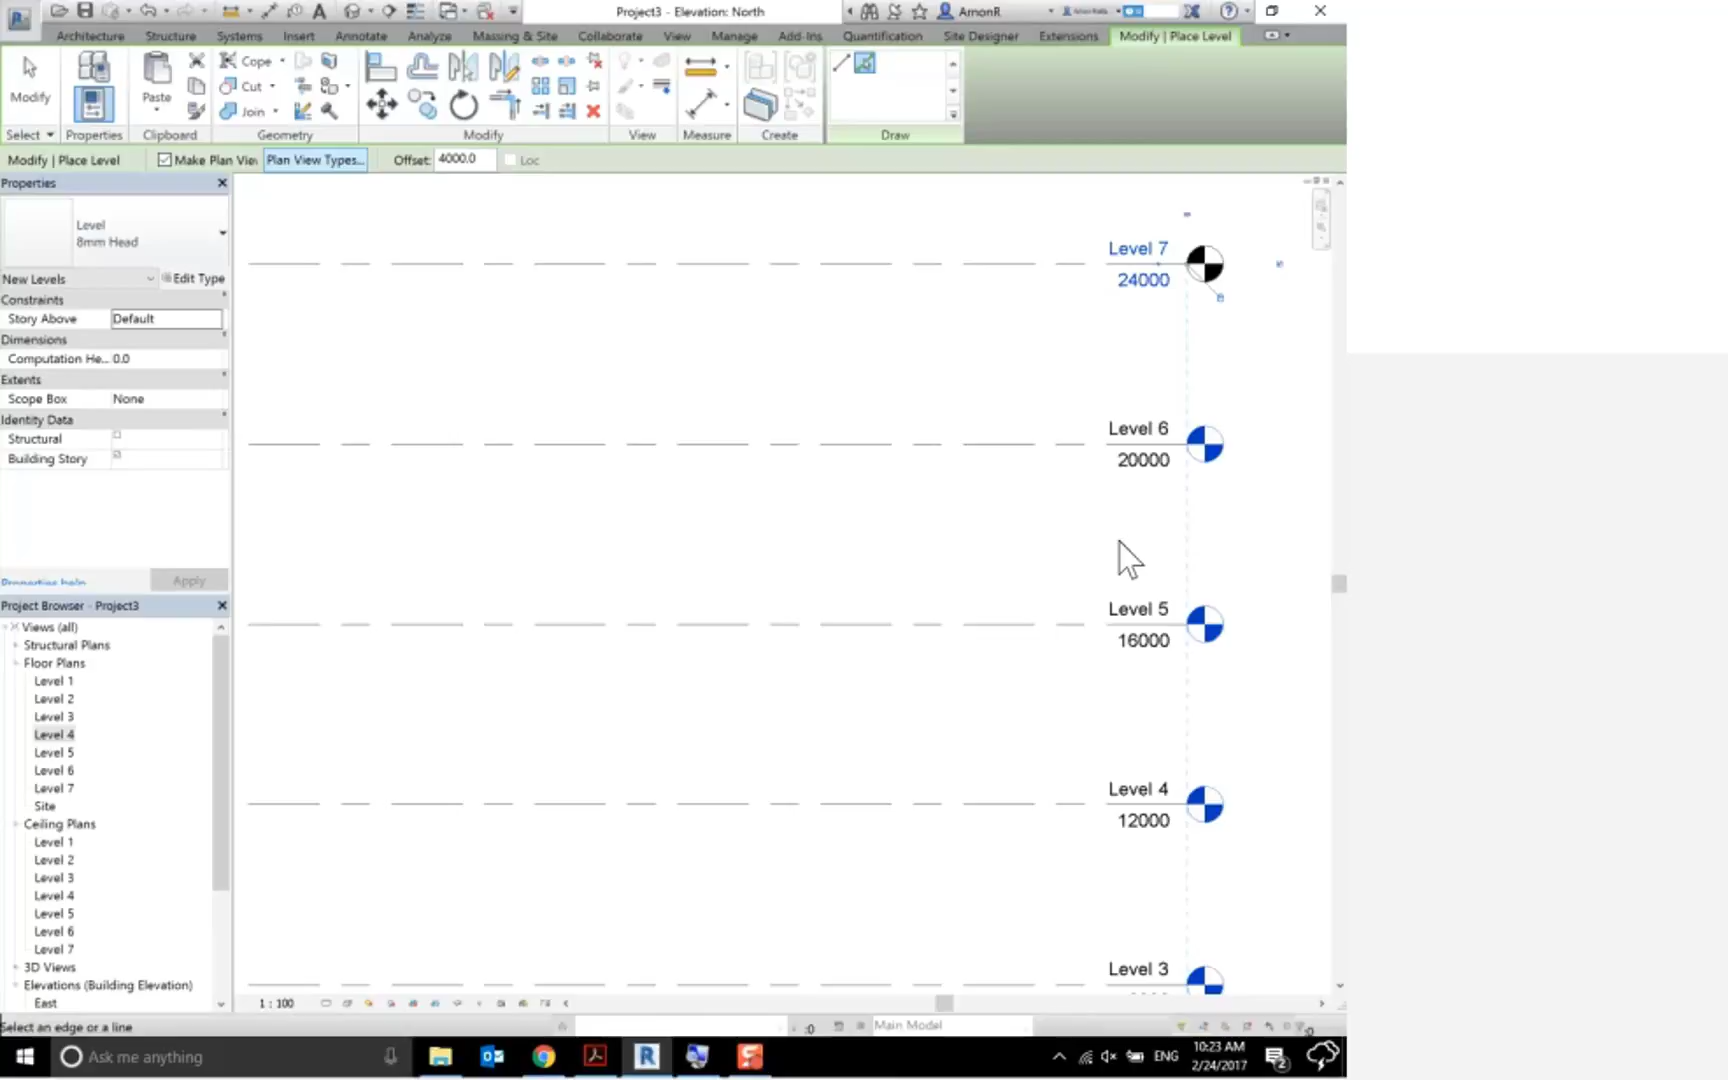 Project3 - Elevation: North
AmonR
Architecture Structure Systems Insert Annotate Analyze Massing & Site Collaborate View Manage Add-Ins Quantification Site Designer Extensions Modify | Place Level
Modify
Paste
Cope
Cut
Join
Select Properties Clipboard Geometry Modify View Measure Create Draw
Modify | Place Level Make Plan Viev Plan View Types... Offset: 4000.0 Loc
Properties
Level
8mm Head
New Levels Edit Type
Constraints
Story Above Default
Dimensions
Computation He... 0.0
Extents
Scope Box None
Identity Data
Structural
Building Story
Properties help Apply
Project Browser - Project3
Views (all)
Structural Plans
Floor Plans
Level 1
Level 2
Level 3
Level 4
Level 5
Level 6
Level 7
Site
Ceiling Plans
Level 1
Level 2
Level 3
Level 4
Level 5
Level 6
Level 7
3D Views
Elevations (Building Elevation)
East
Level 7
24000
Level 6
20000
Level 5
16000
Level 4
12000
Level 3
1 : 100
Select an edge or a line
:0
Main Model
:0
Ask me anything
ENG
10:23 AM
2/24/2017
2